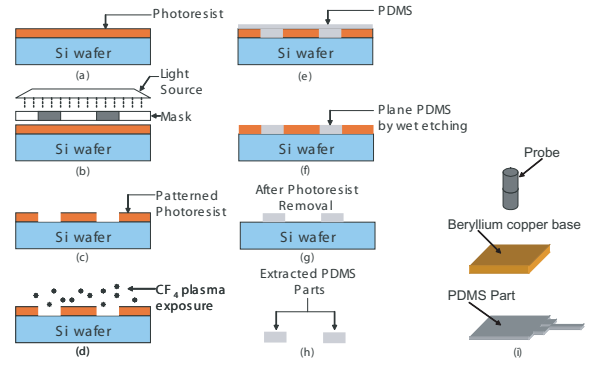 Photoresist
Si wafer
(a)
Light
Source
Mask
Si wafer
(b)
Patterned
Photoresist
Si wafer
(c)
CF4 plasma
exposure
Si wafer
(d)
PDMS
Si wafer
(e)
Plane PDMS
by wet etching
Si wafer
(f)
After Photoresist
Removal
Si wafer
(g)
Extracted PDMS
Parts
(h)
Probe
Beryllium copper base
PDMS Part
(i)